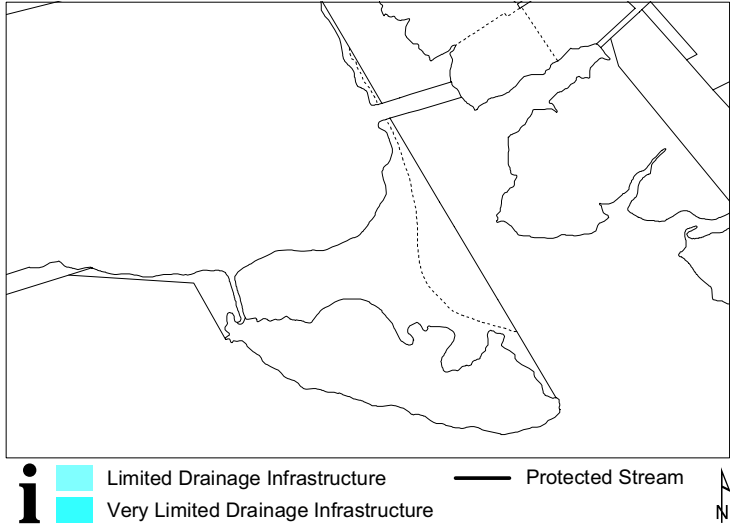 Limited Drainage Infrastructure
Protected Stream
Very Limited Drainage Infrastructure
N